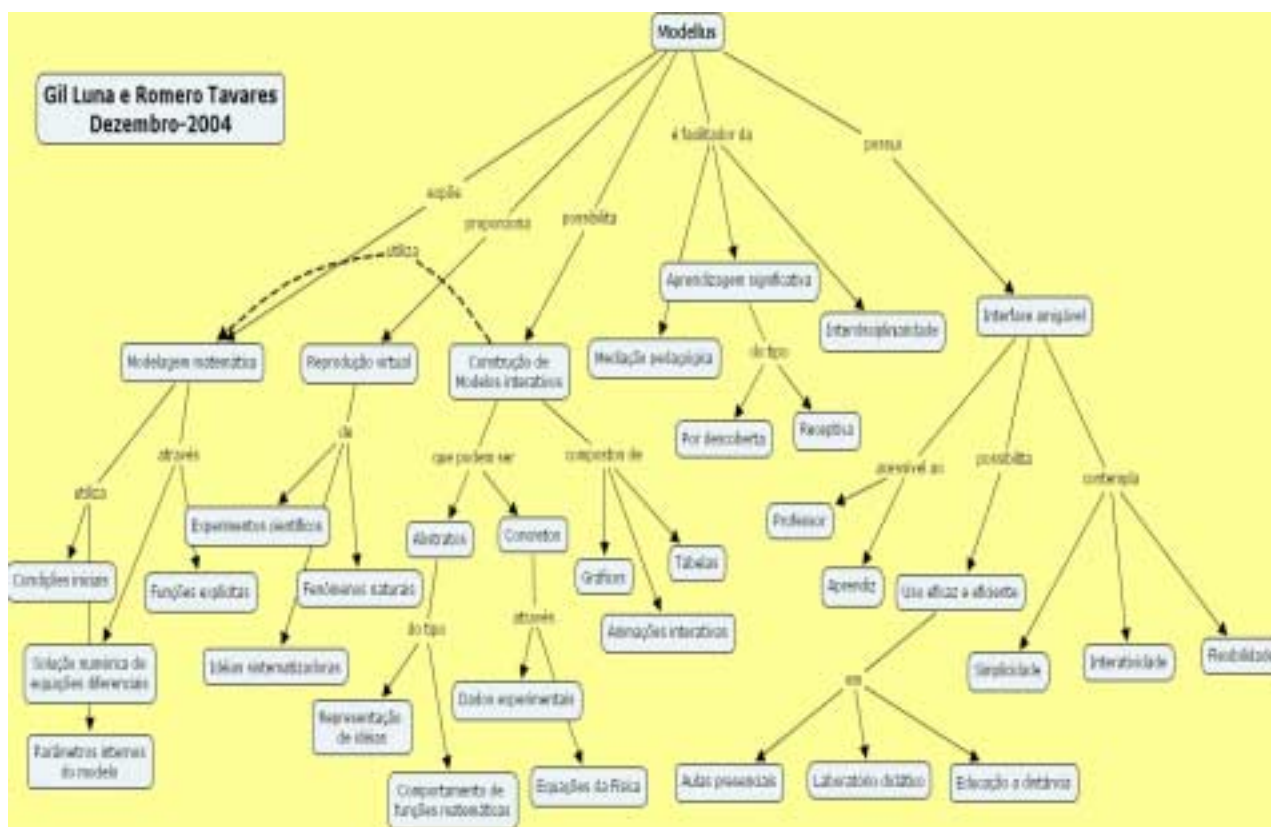 Modellus
Gil Luna e Romero Tavares
Dezembro-2004
é facilitador da
possui
expõe
proporciona
possibilita
utiliza
Aprendizagem significativa
Interdisciplinaridade
Interface amigável
Modelagem matemática
Reprodução virtual
Construção de
Modelos interativos
Mediação pedagógica
do tipo
Por descoberta
Receptiva
através
de
que podem ser
compostos de
acessível ao
possibilita
contempla
utiliza
Experimentos científicos
Abstratos
Concretos
Professor
Condições iniciais
Funções explícitas
Fenômenos naturais
Gráficos
Tabelas
Aprendiz
Uso eficaz e eficiente
do tipo
através
Animações interativas
Solução numérica de
equações diferenciais
Idéias sistematizadoras
Simplicidade
Interatividade
Flexibilidade
em
Representação
de idéias
Dados experimentais
Parâmetros internos
do modelo
Comportamento de
funções matemáticas
Equações da Física
Aulas presenciais
Laboratório didático
Educação a distância